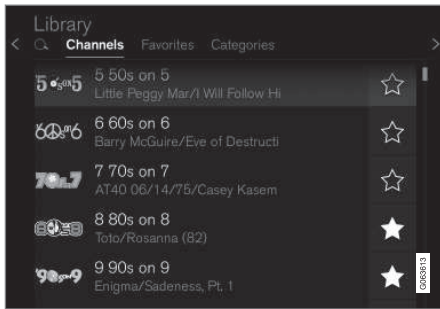 Library
Channels Favorites Categories
5 50s on 5
Little Peggy Mar/I Will Follow Hi
6 60s on 6
Barry McGuire/Eve of Destructi
7 70s on 7
AT40 06/14/75/Casey Kasem
8 80s on 8
Toto/Rosanna (82)
9 90s on 9
Enigma/Sadeness, Pt. 1
G063613